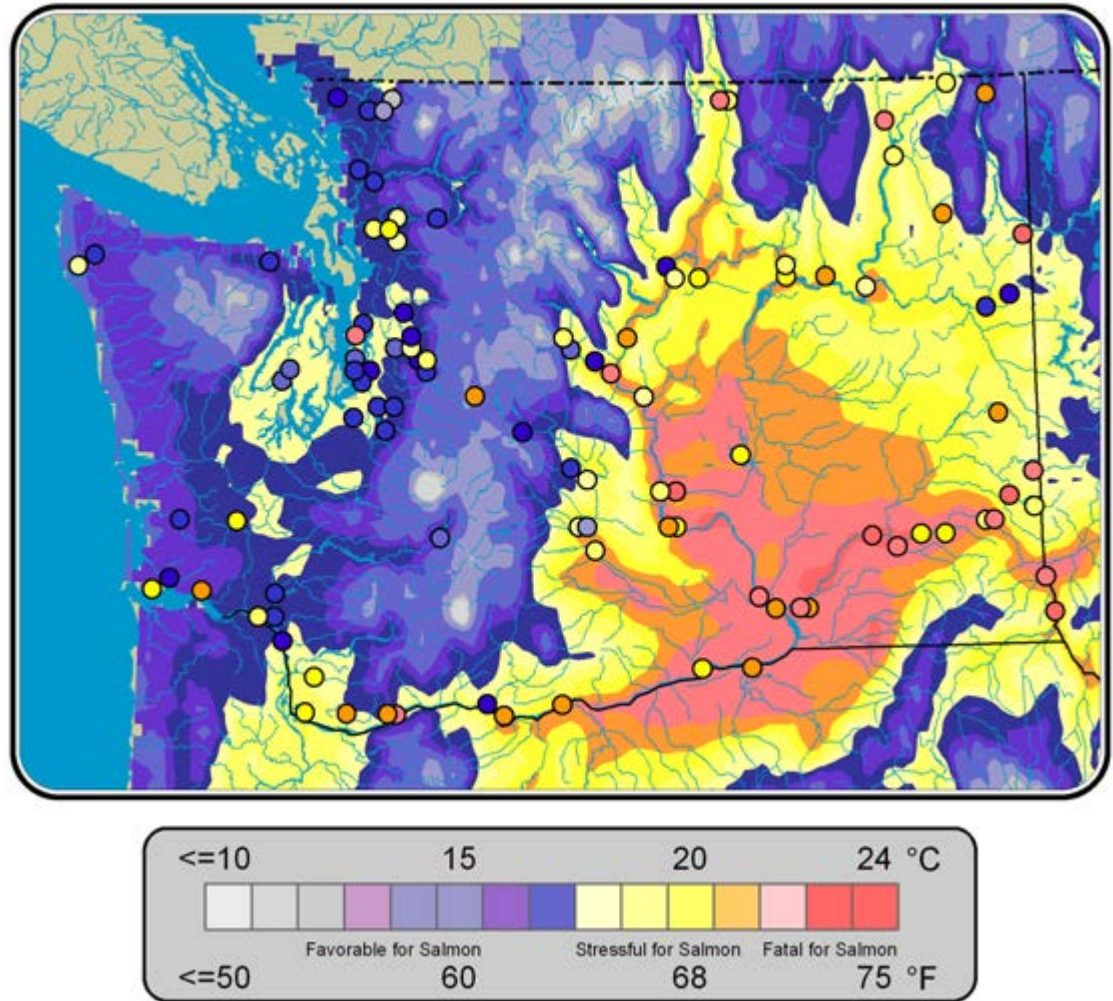 <=10 15 20 24 °C
Favorable for Salmon Stressful for Salmon Fatal for Salmon
<=50 60 68 75 °F